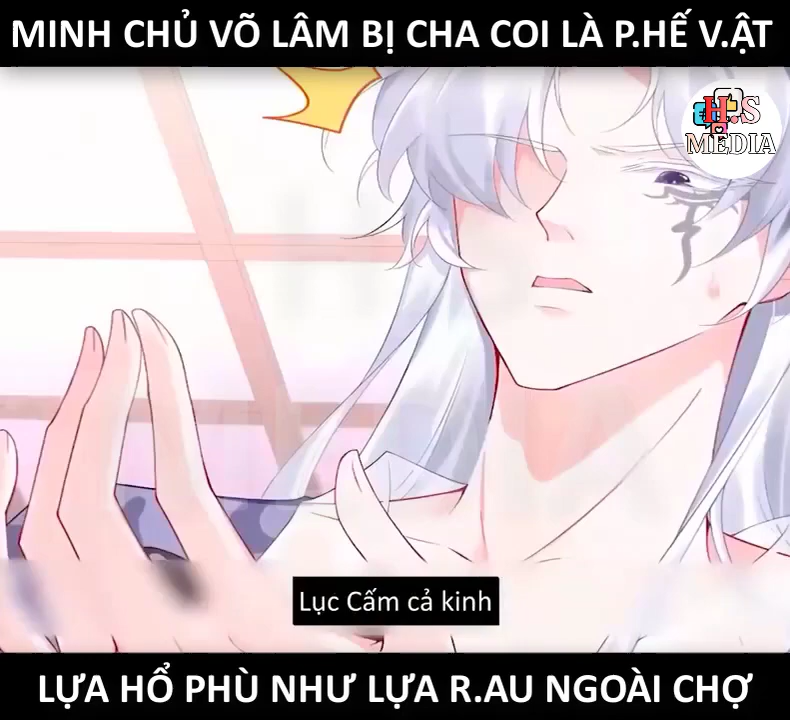 MINH CHỦ VÕ LÂM BỊ CHA COI LÀ P.HẾ V.ẬT
H.S
MEDIA
Lục Cấm cả kinh
LỰA HỔ PHÙ NHƯ LỰA R.AU NGOÀI CHỢ